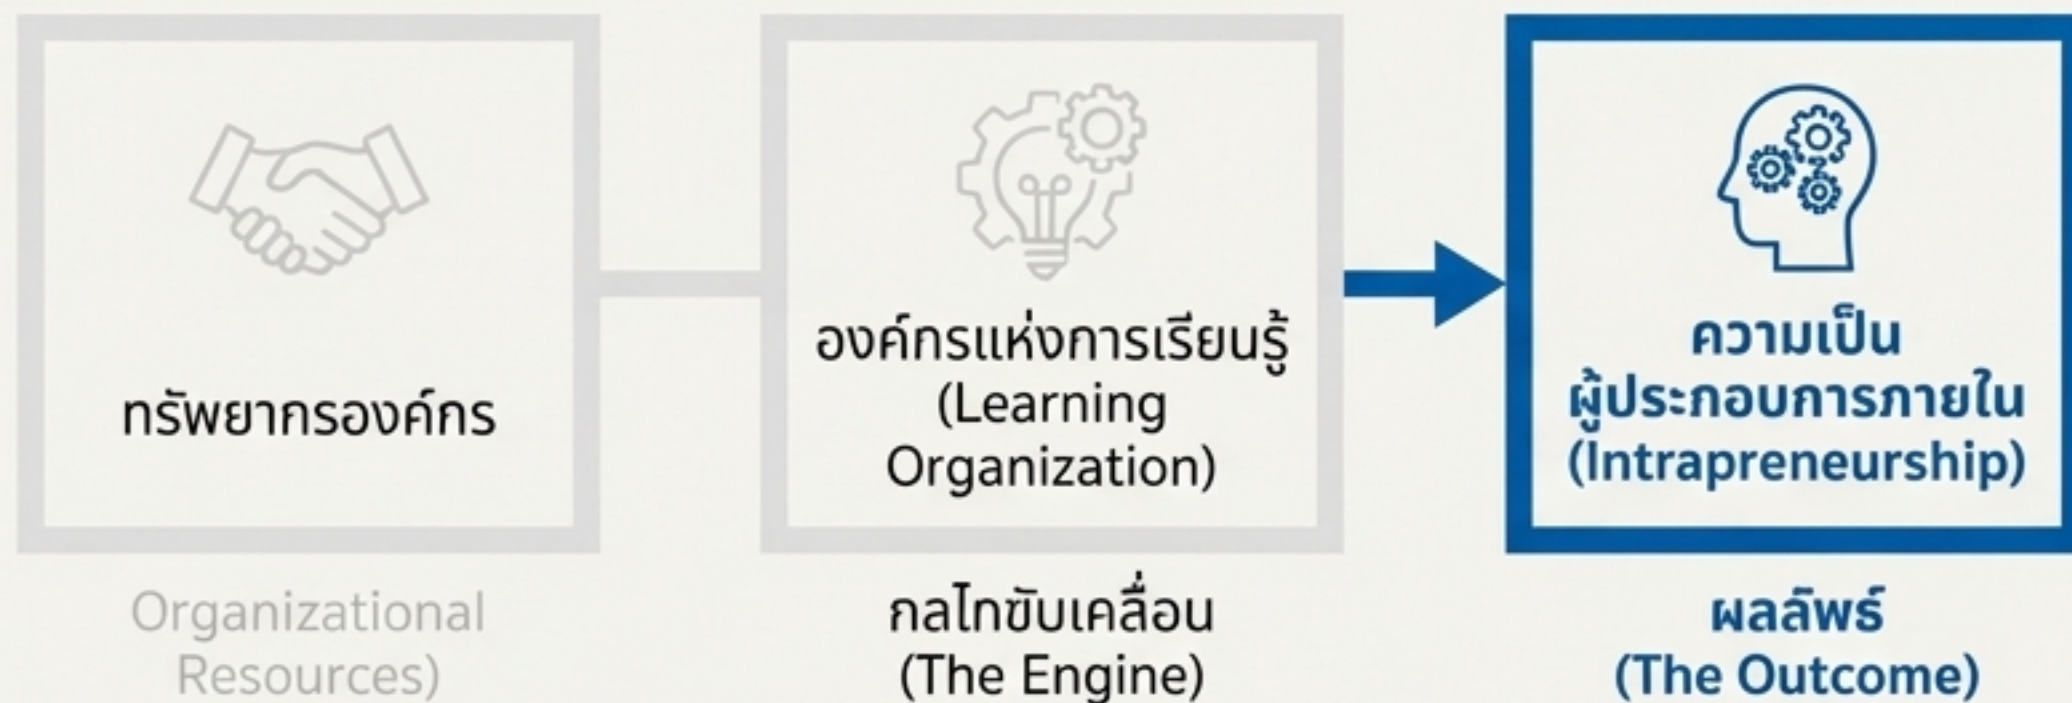 ทรัพยากรองค์กร
Organizational
Resources)
องค์กรแห่งการเรียนรู้
(Learning
Organization)
กลไกขับเคลื่อน
(The Engine)
ความเป็น
ผู้ประกอบการภายใน
(Intrapreneurship)
ผลลัพธ์
(The Outcome)